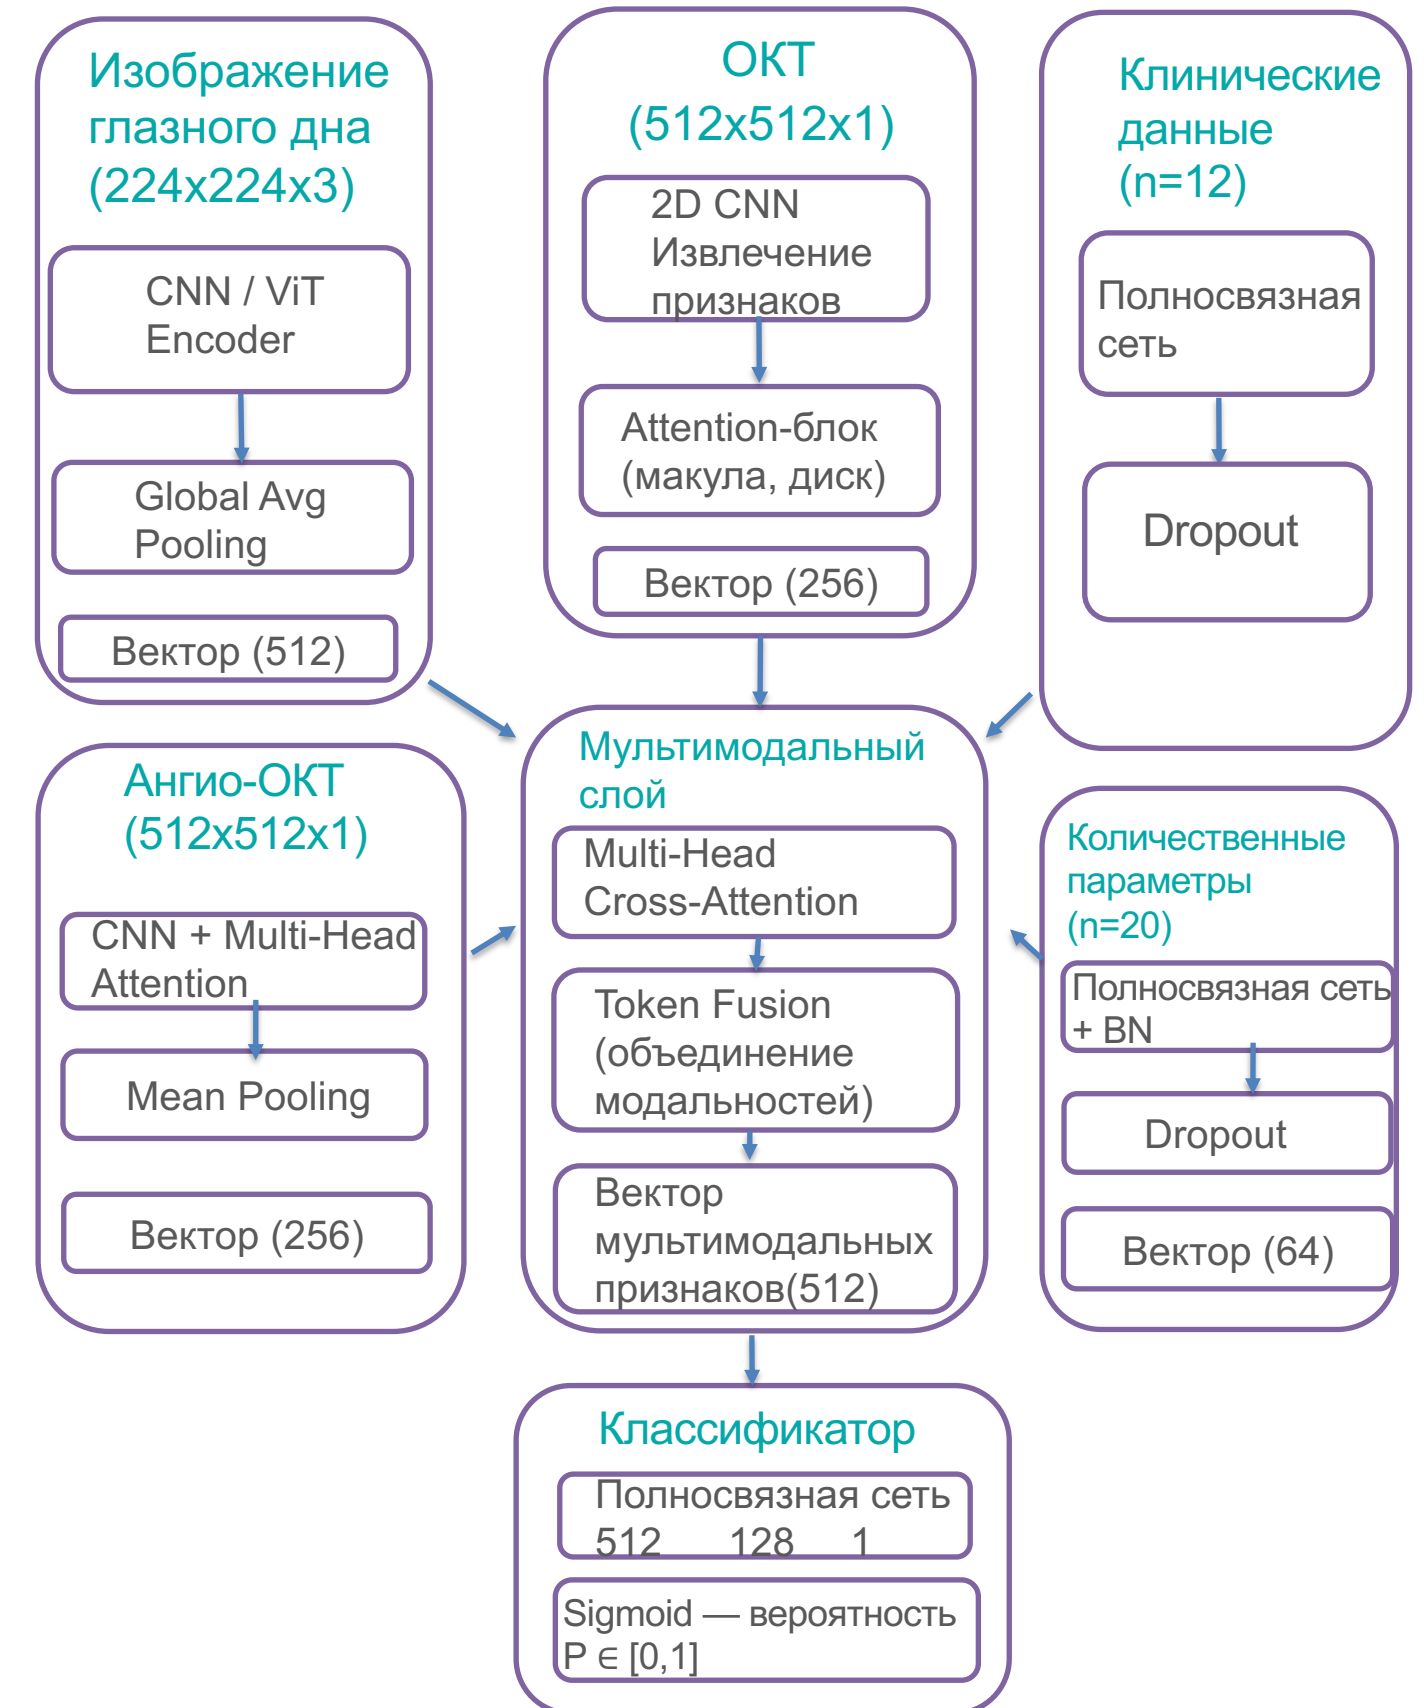 Изображение
глазного дна
(224x224x3)
CNN / ViT
Encoder
Global Avg
Pooling
Вектор (512)
ОКТ
(512x512x1)
2D CNN
Извлечение
признаков
Attention-блок
(макула, диск)
Вектор (256)
Клинические
данные
(n=12)
Полносвязная
сеть
Dropout
Ангио-ОКТ
(512x512x1)
CNN + Multi-Head
Attention
Mean Pooling
Вектор (256)
Мультимодальный
слой
Multi-Head
Cross-Attention
Token Fusion
(объединение
модальностей)
Вектор
мультимодальных
признаков(512)
Количественные
параметры
(n=20)
Полносвязная сеть
+ BN
Dropout
Вектор (64)
Классификатор
Полносвязная сеть
512 128 1
Sigmoid — вероятность
P ∈ [0,1]